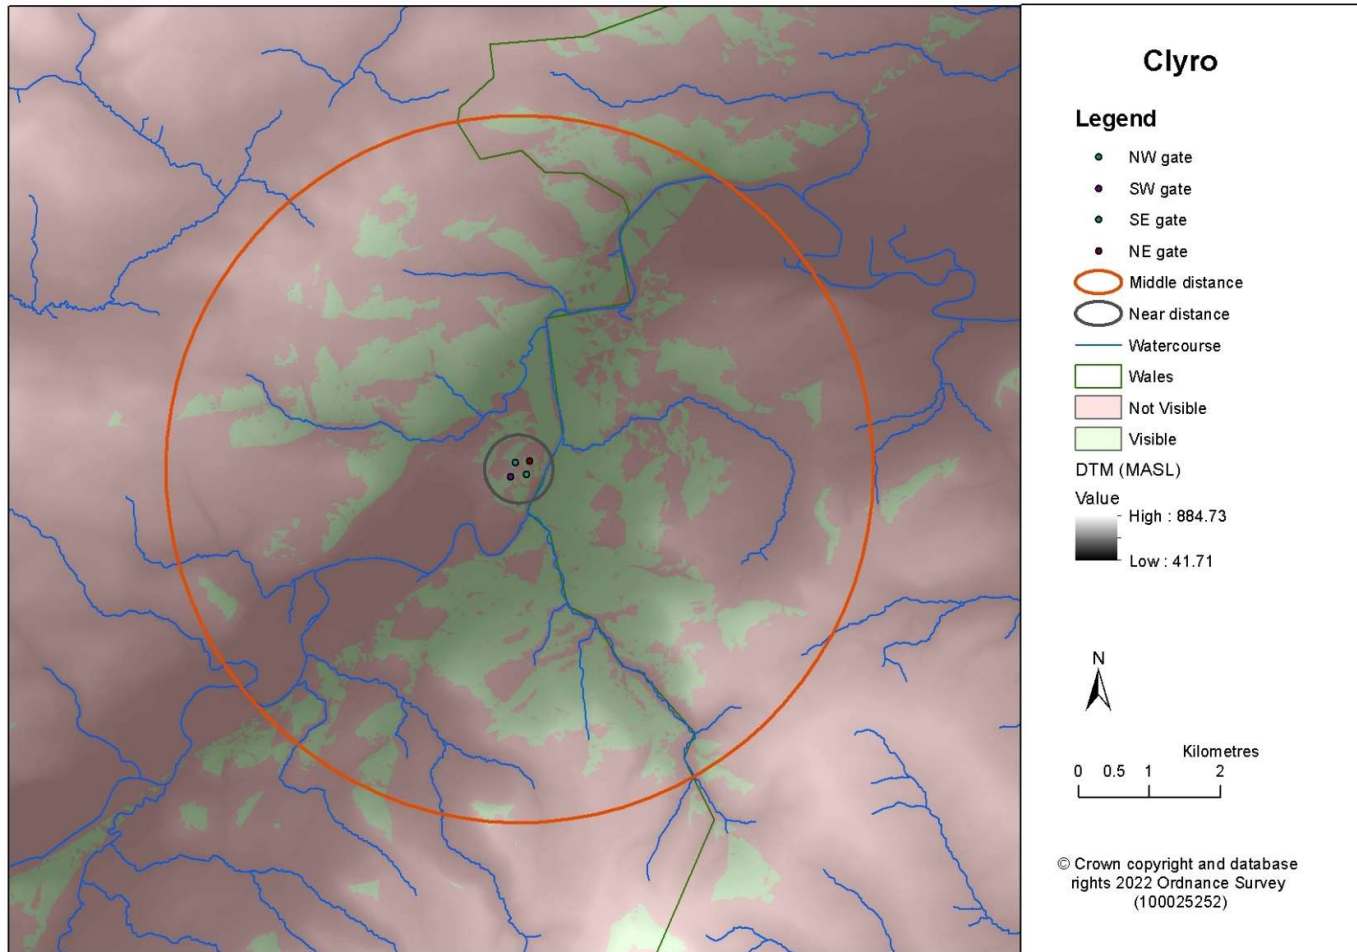 Clyro
Legend
NW gate
SW gate
SE gate
NE gate
Middle distance
Near distance
Watercourse
Wales
Not Visible
Visible
DTM (MASL)
Value
High : 884.73
Low : 41.71
N
Kilometres
0 0.5 1 2
© Crown copyright and database
rights 2022 Ordnance Survey
(100025252)